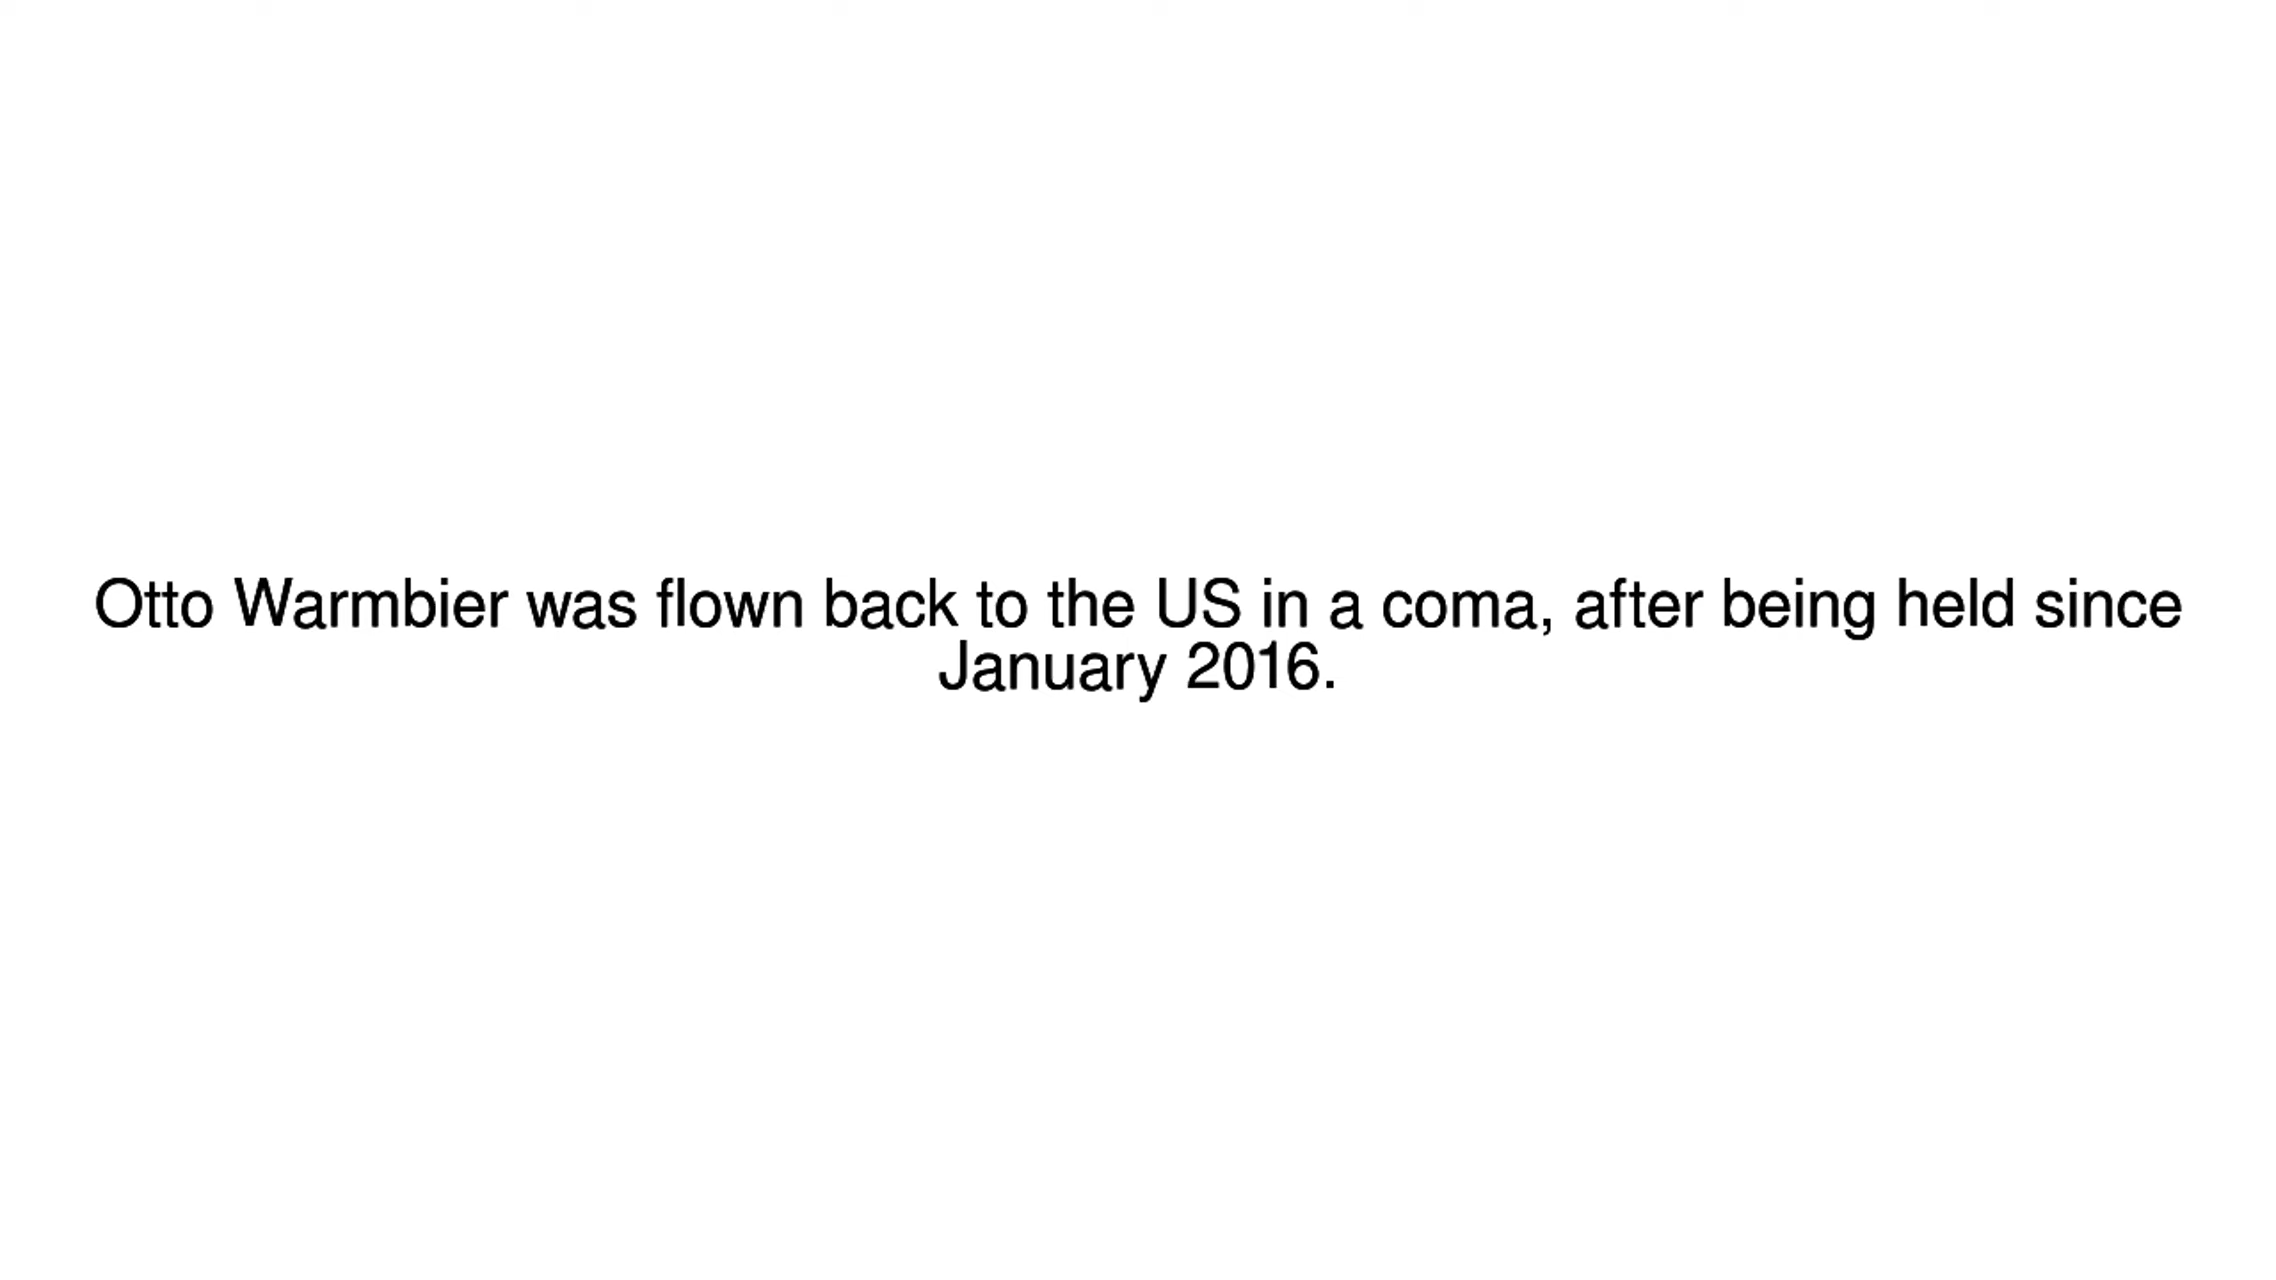 Otto Warmbier was flown back to the US in a coma, after being held since
January 2016.